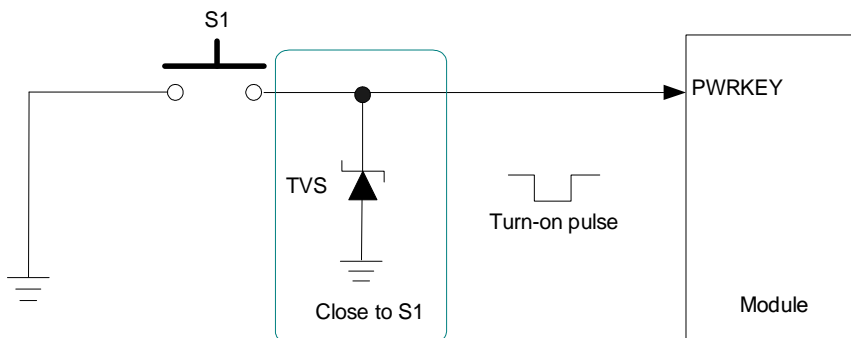 S1
PWRKEY
TVS
Turn-on pulse
Close to S1
Module